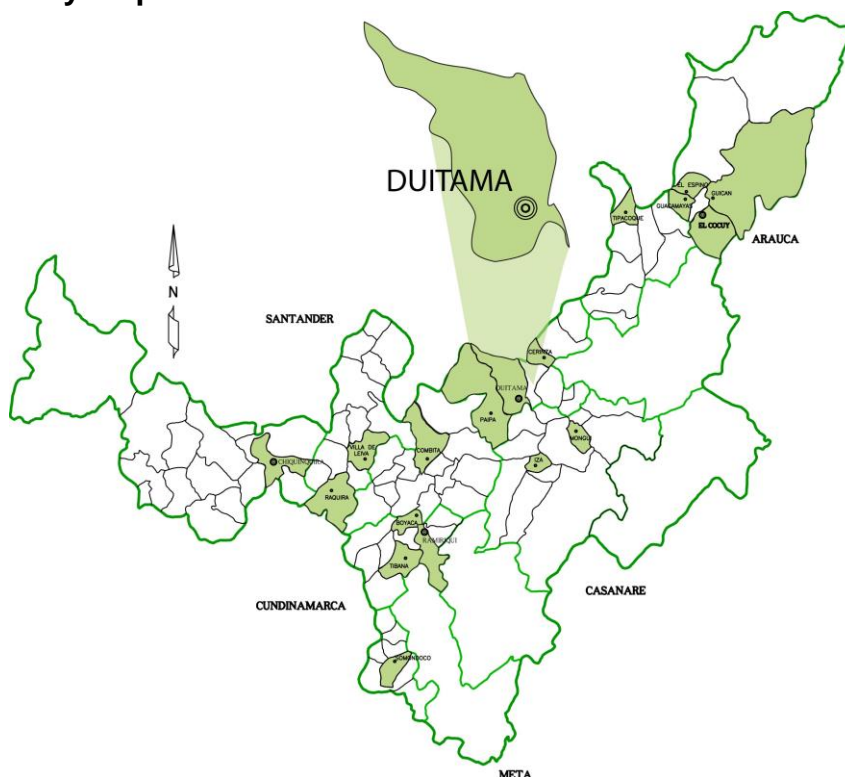 DUITAMA
EL ESPINO
GUICAN
GUACAMAYAS
TIPACOQUE
EL COCUY
ARAUCA
N
SANTANDER
CERINZA
DUITAMA
PAIPA
MONGUI
VILLA DE
LEIVA
COMBITA
IZA
CHIQUINQUIRA
RAQUIRA
BOYACA
RAMIRIQUI
TIBANA
CASANARE
CUNDINAMARCA
SOMONDOCO
META